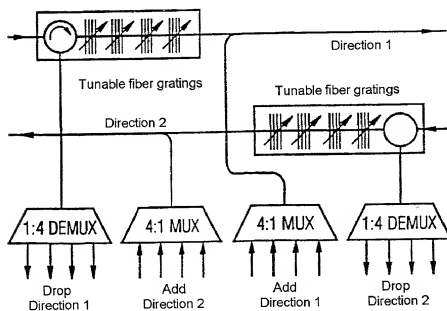 Direction 1
Tunable fiber gratings
Tunable fiber gratings
Direction 2
1:4 DEMUX
4:1 MUX
4:1 MUX
1:4 DEMUX
Drop
Direction 1
Add
Direction 2
Add
Direction 1
Drop
Direction 2